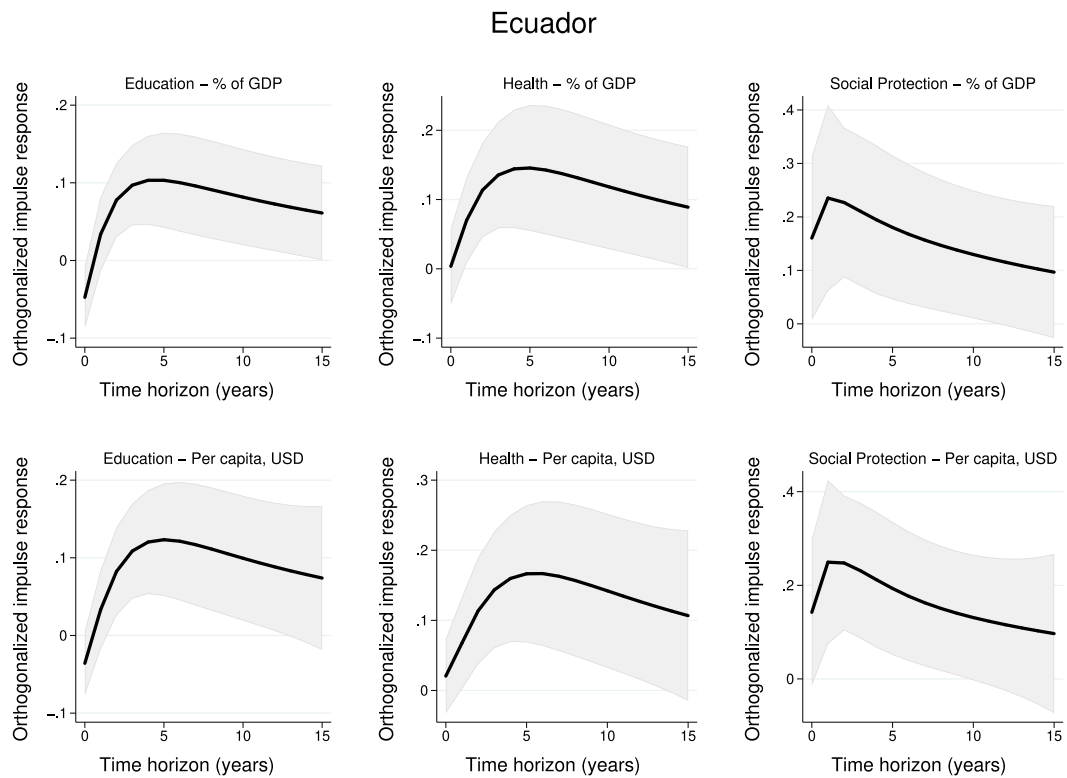 Ecuador
Education – % of GDP
Health – % of GDP
Social Protection – % of GDP
Orthogonalized impulse response
.2
.1
0
–.1
0 5 10 15
Time horizon (years)
Orthogonalized impulse response
.2
.1
0
–.1
0 5 10 15
Time horizon (years)
Orthogonalized impulse response
.4
.3
.2
.1
0
0 5 10 15
Time horizon (years)
Education – Per capita, USD
Health – Per capita, USD
Social Protection – Per capita, USD
Orthogonalized impulse response
.2
.1
0
–.1
0 5 10 15
Time horizon (years)
Orthogonalized impulse response
.3
.2
.1
0
0 5 10 15
Time horizon (years)
Orthogonalized impulse response
.4
.2
0
0 5 10 15
Time horizon (years)